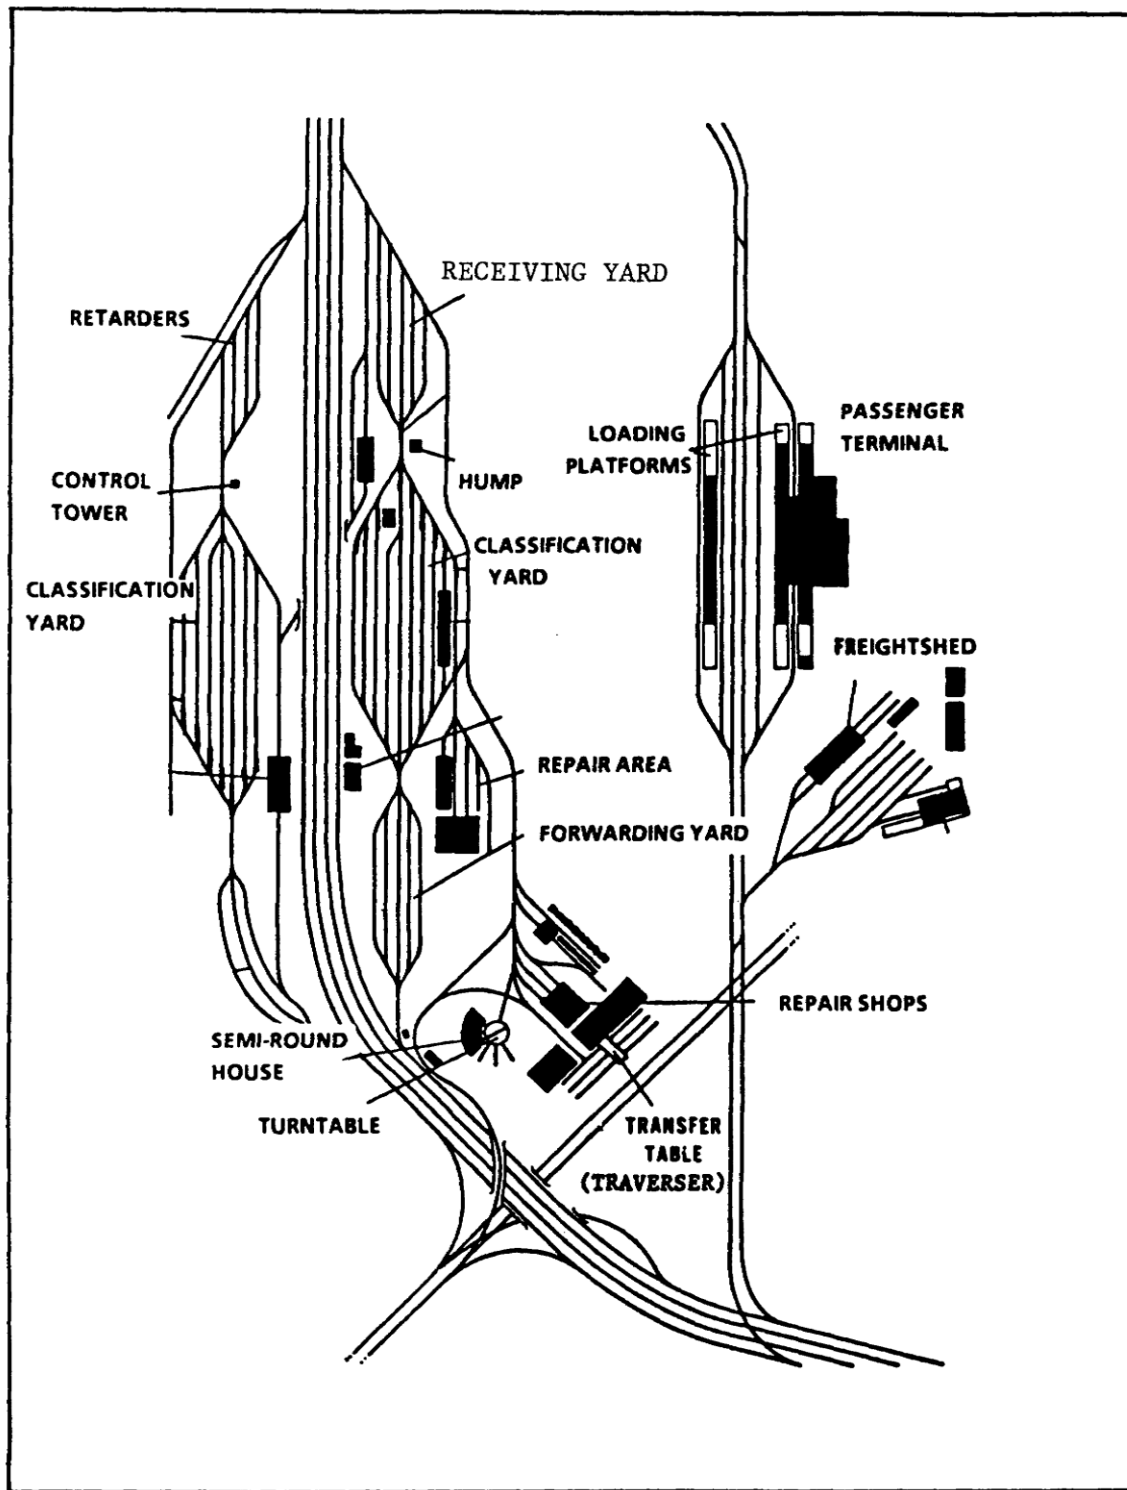 RECEIVING YARD
RETARDERS
LOADING
PLATFORMS
PASSENGER
TERMINAL
CONTROL
TOWER
HUMP
CLASSIFICATION
YARD
CLASSIFICATION
YARD
FREIGHTSHED
REPAIR AREA
FORWARDING YARD
REPAIR SHOPS
SEMI-ROUND
HOUSE
TURNTABLE
TRANSFER
TABLE
(TRAVERSER)